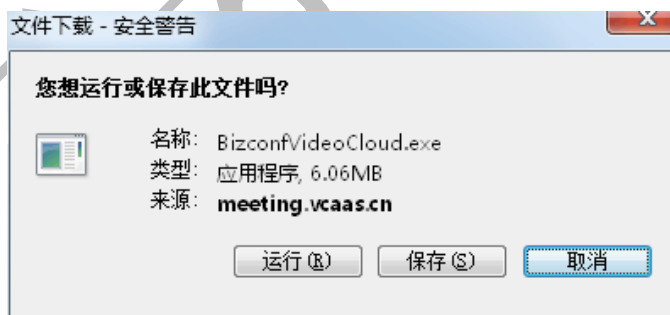 文件下载 - 安全警告
您想运行或保存此文件吗?
名称: BizconfVideoCloud.exe
类型: 应用程序, 6.06MB
来源: meeting.vcaas.cn
运行(R) 保存(S) 取消